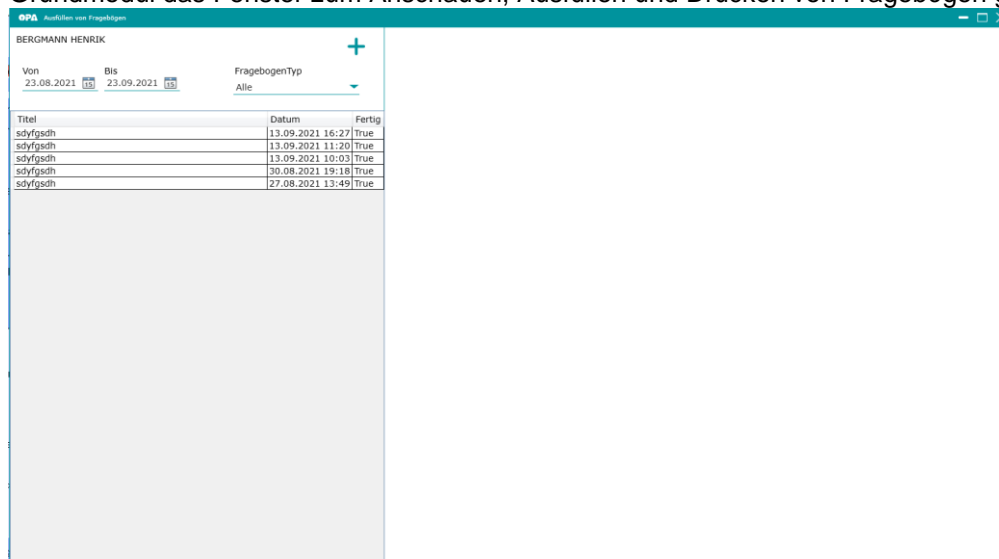 Grundmodul das Fenster zum Anschauen, Ausfüllen und Drucken von Fragebögen
OPA Ausfüllen von Fragebögen
BERGMANN HENRIK
Von Bis FragebogenTyp
23.08.2021 15 23.09.2021 15 Alle
Titel Datum Fertig
sdyfgsdh 13.09.2021 16:27 True
sdyfgsdh 13.09.2021 11:20 True
sdyfgsdh 13.09.2021 10:03 True
sdyfgsdh 30.08.2021 19:18 True
sdyfgsdh 27.08.2021 13:49 True